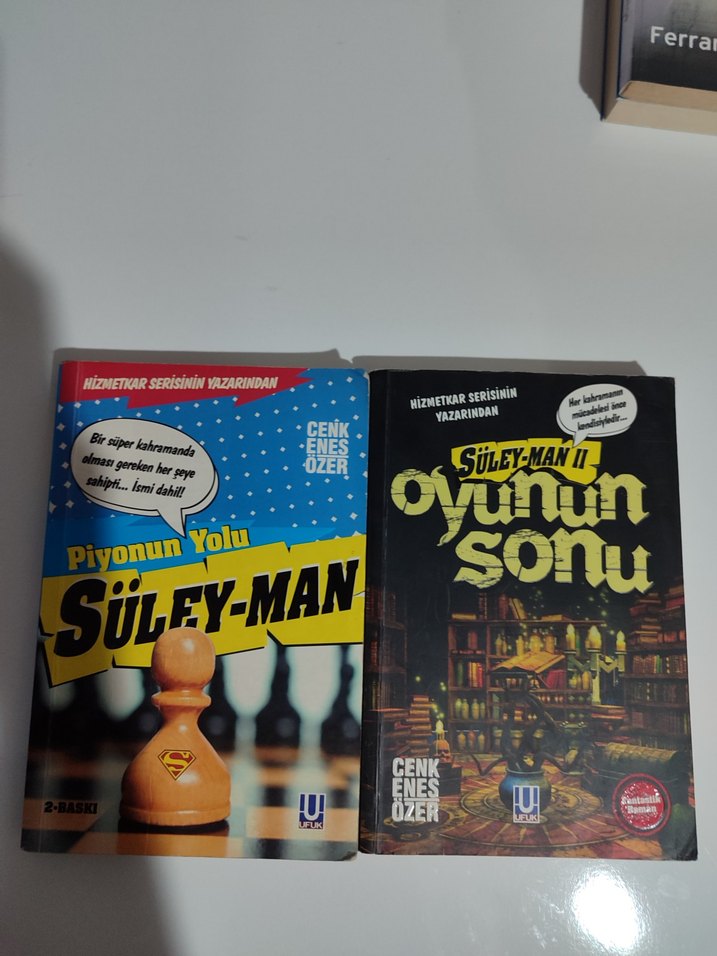 Ferrar
HİZMETKAR SERİSİNİN YAZARINDAN
CENK
ENES
ÖZER
Bir süper kahramanda
olması gereken her şeye
sahipti... İsmi dahil!
Piyonun Yolu
SÜLEY-MAN
S
2-BASKI
U
UFUK
HİZMETKAR SERİSİNİN
YAZARINDAN
Her kahramanın
mücadelesi önce
kendisiyledir...
SÜLEY-MAN II
oyunun
sonu
MM
CENK
ENES
ÖZER
U
UFUK
Fantastik
Roman